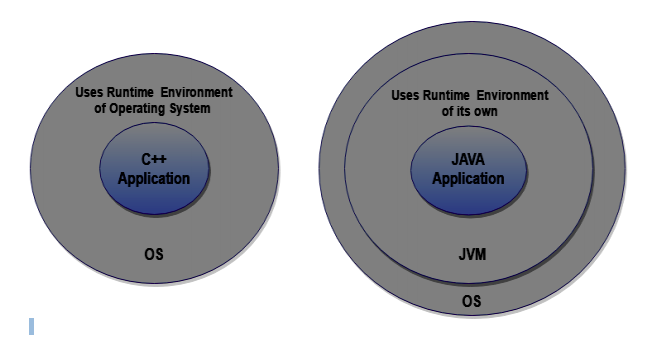 Uses Runtime Environment
of Operating System
C++
Application
OS
Uses Runtime Environment
of its own
JAVA
Application
JVM
OS